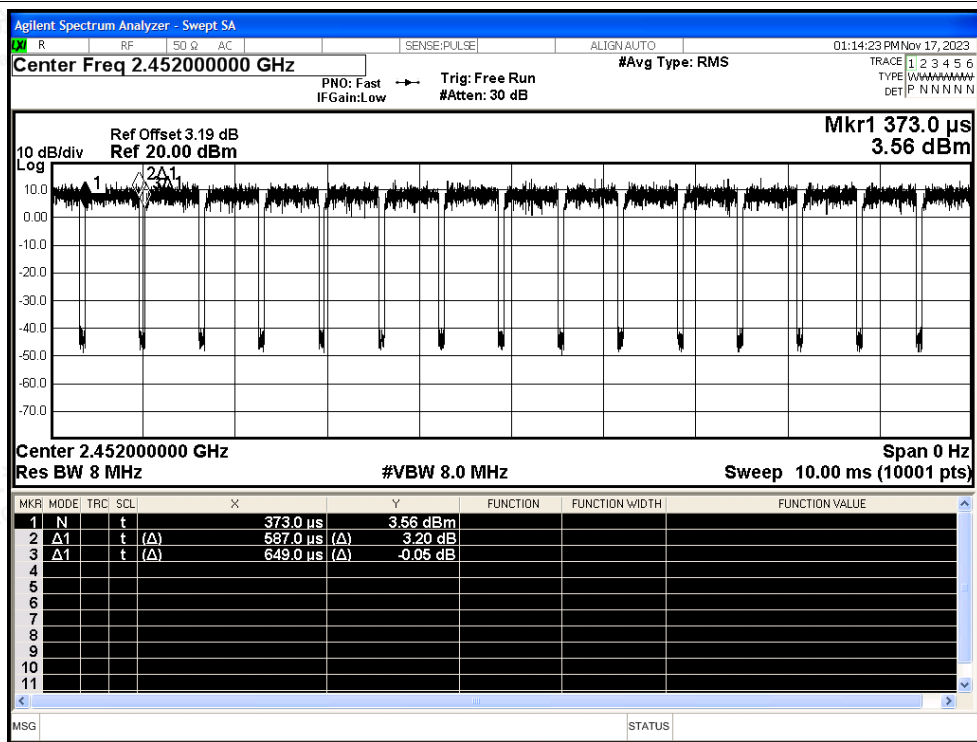 Agilent Spectrum Analyzer - Swept SA
LXI R RF 50 Ω AC SENSE:PULSE ALIGN AUTO 01:14:23 PM Nov 17, 2023
Center Freq 2.452000000 GHz
PNO: Fast
IFGain:Low
Trig: Free Run
#Atten: 30 dB
#Avg Type: RMS
TRACE 1 2 3 4 5 6
TYPE
DET P N N N N N
Ref Offset 3.19 dB
10 dB/div Ref 20.00 dBm
Log
Mkr1 373.0 µs
3.56 dBm
1
2Δ1
3Δ1
10.0
0.00
-10.0
-20.0
-30.0
-40.0
-50.0
-60.0
-70.0
Center 2.452000000 GHz Span 0 Hz
Res BW 8 MHz #VBW 8.0 MHz Sweep 10.00 ms (10001 pts)
MKR MODE TRC SCL X Y FUNCTION FUNCTION WIDTH FUNCTION VALUE
1 N t 373.0 µs 3.56 dBm
2 Δ1 t (Δ) 587.0 µs (Δ) 3.20 dB
3 Δ1 t (Δ) 649.0 µs (Δ) -0.05 dB
4
5
6
7
8
9
10
11
MSG STATUS